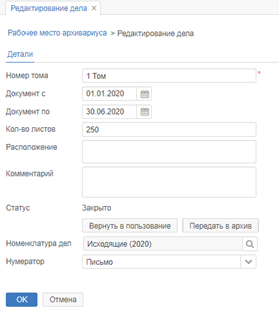 Редактирование дела ×
Рабочее место архивариуса > Редактирование дела
Детали
Номер тома 1 Том *
Документ с 01.01.2020
Документ по 30.06.2020
Кол-во листов 250
Расположение
Комментарий
Статус Закрыто
Вернуть в пользование Передать в архив
Номенклатура дел Исходящие (2020)
Нумератор Письмо
OK Отмена